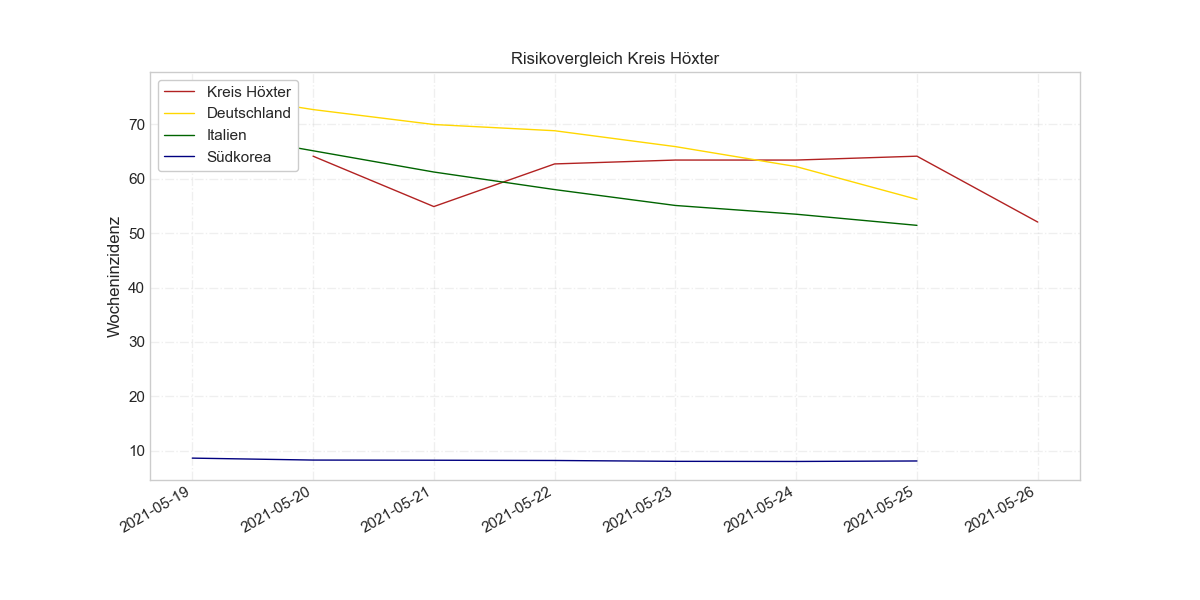 Risikovergleich Kreis Höxter
Kreis Höxter
Deutschland
Italien
Südkorea
Wocheninzidenz
70
60
50
40
30
20
10
2021-05-19
2021-05-20
2021-05-21
2021-05-22
2021-05-23
2021-05-24
2021-05-25
2021-05-26